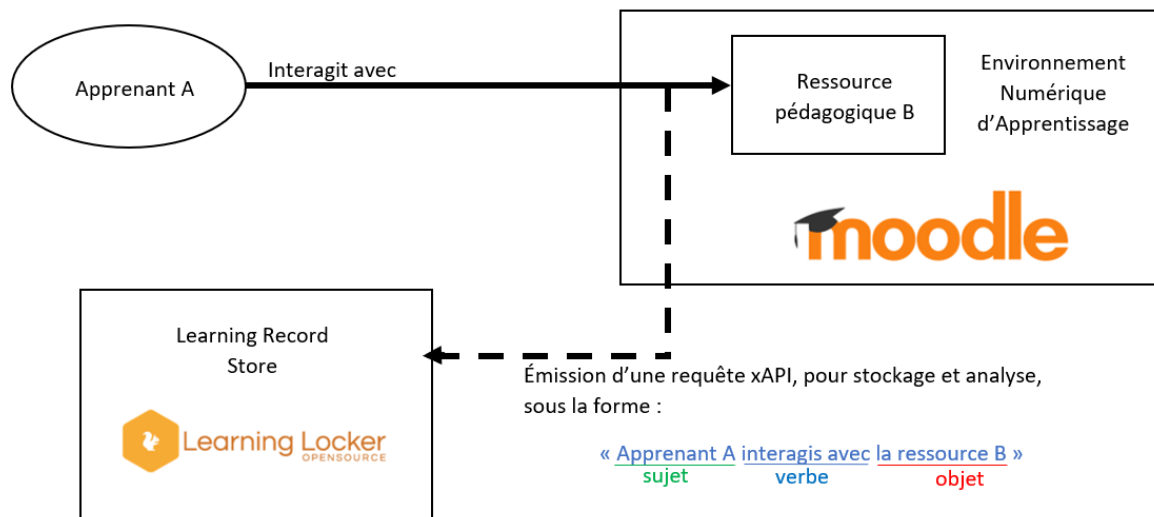 Apprenant A
Interagit avec
Ressource
pédagogique B
Environnement
Numérique
d’Apprentissage
moodle
Learning Record
Store
Learning Locker
OPENSOURCE
Émission d’une requête xAPI, pour stockage et analyse,
sous la forme :
« Apprenant A interagis avec la ressource B »
sujet verbe objet